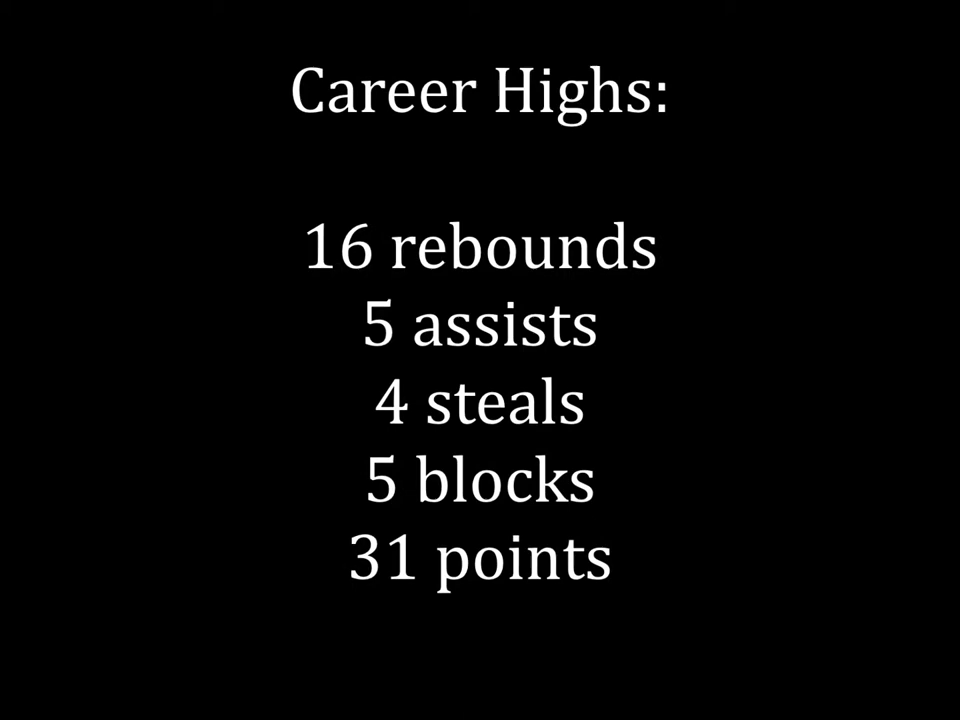 Career Highs:
16 rebounds
5 assists
4 steals
5 blocks
31 points